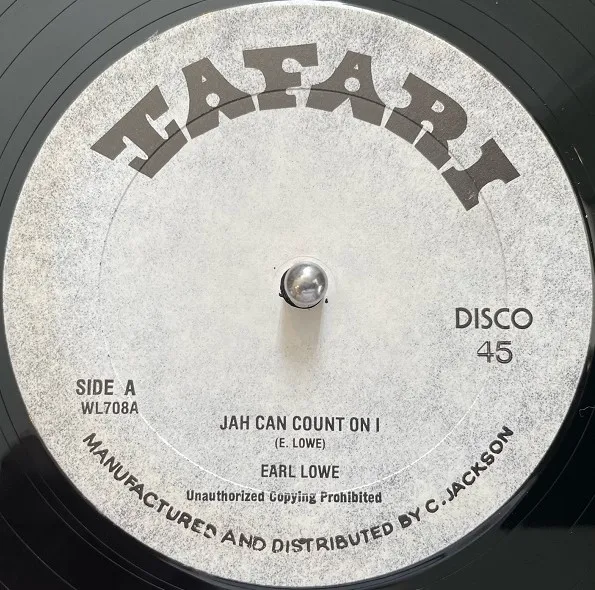 TAFARI
DISCO
45
SIDE A
WL708A
JAH CAN COUNT ON I
(E. LOWE)
EARL LOWE
Unauthorized Copying Prohibited
MANUFACTURED AND DISTRIBUTED BY C. JACKSON